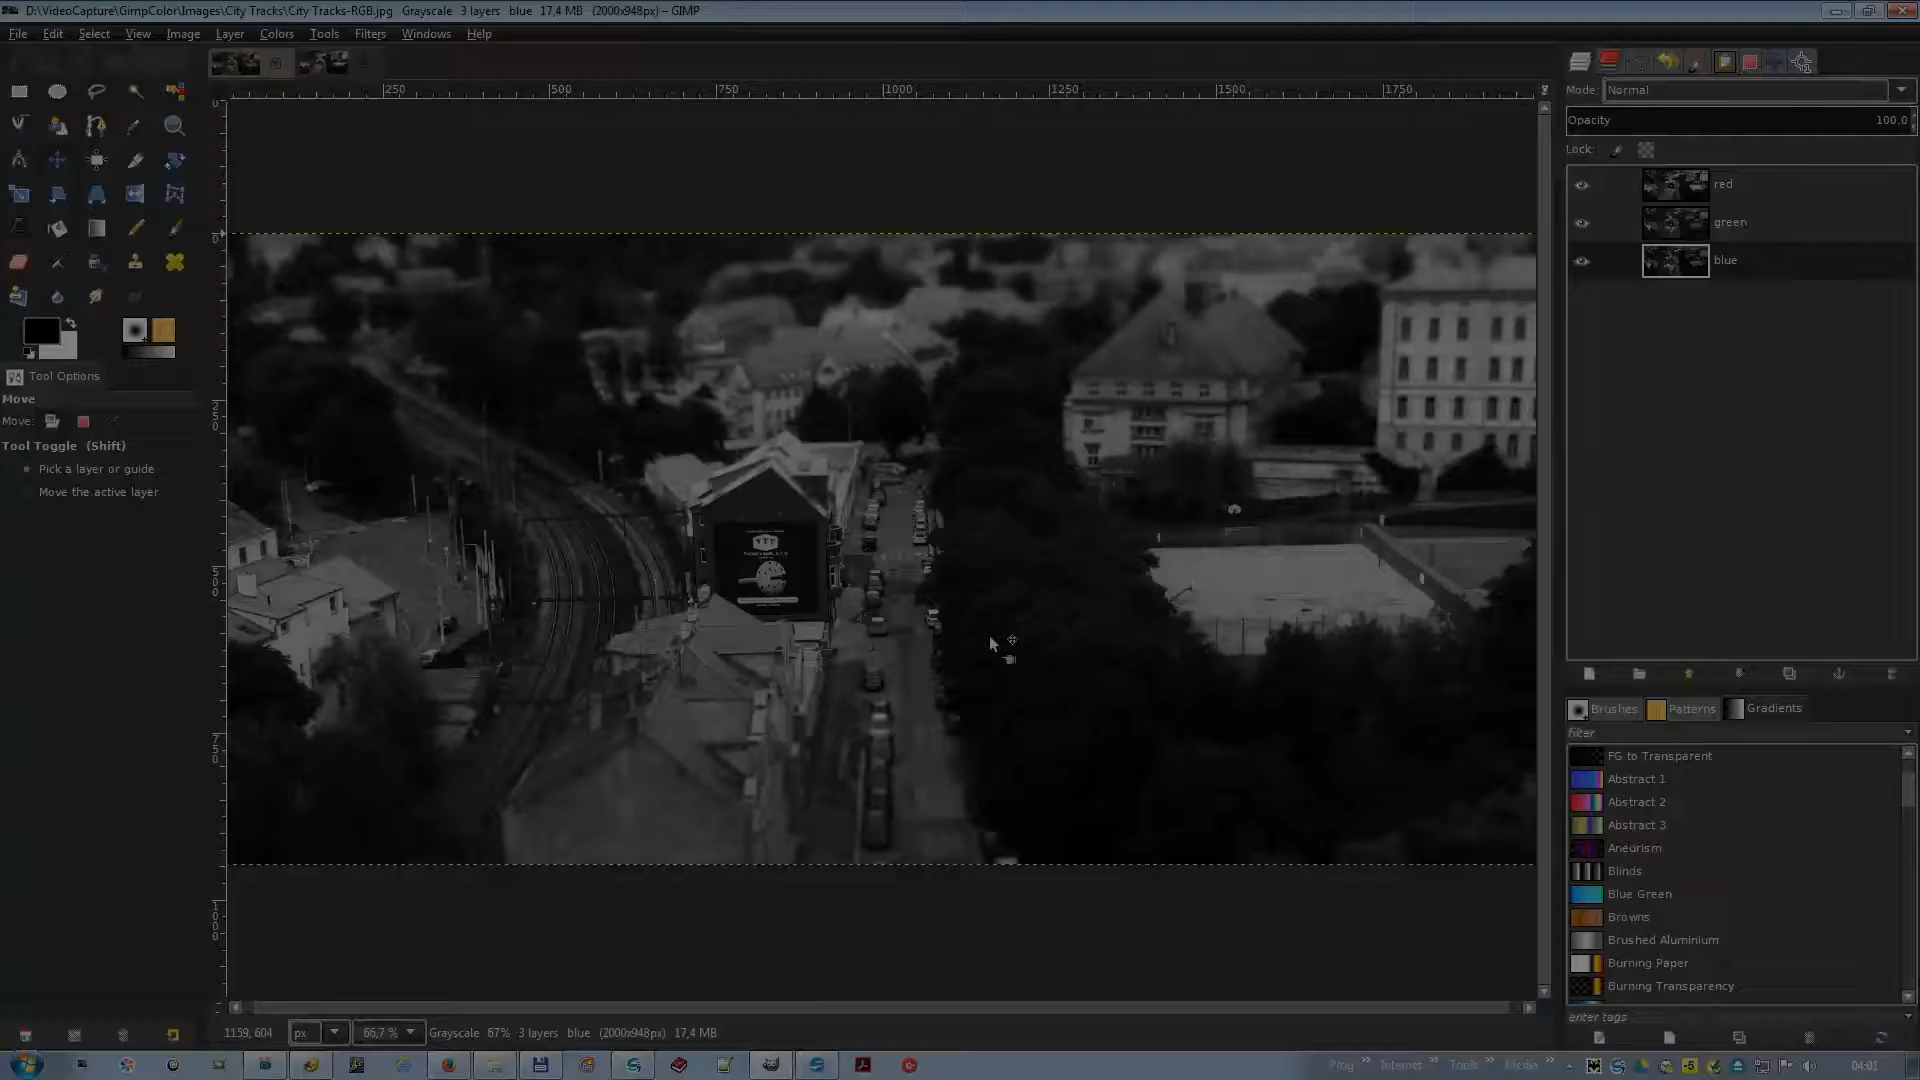 D:\VideoCapture\GimpColor\Images\City Tracks\City Tracks-RGB.jpg Grayscale 3 layers blue 17,4 MB (2000x948px) – GIMP
File Edit Select View Image Layer Colors Tools Filters Windows Help
250 500 750 1000 1250 1500 1750
Mode: Normal
Opacity 100,0
Lock:
red
green
blue
Tool Options
Move
Move:
Tool Toggle (Shift)
Pick a layer or guide
Move the active layer
0
250
500
750
1000
Brushes Patterns Gradients
filter
FG to Transparent
Abstract 1
Abstract 2
Abstract 3
Aneurism
Blinds
Blue Green
Browns
Brushed Aluminium
Burning Paper
Burning Transparency
enter tags
1159, 604 px 66,7 % Grayscale 67% 3 layers blue (2000x948px) 17,4 MB
Prog » Internet » Tools » Media » 04:01